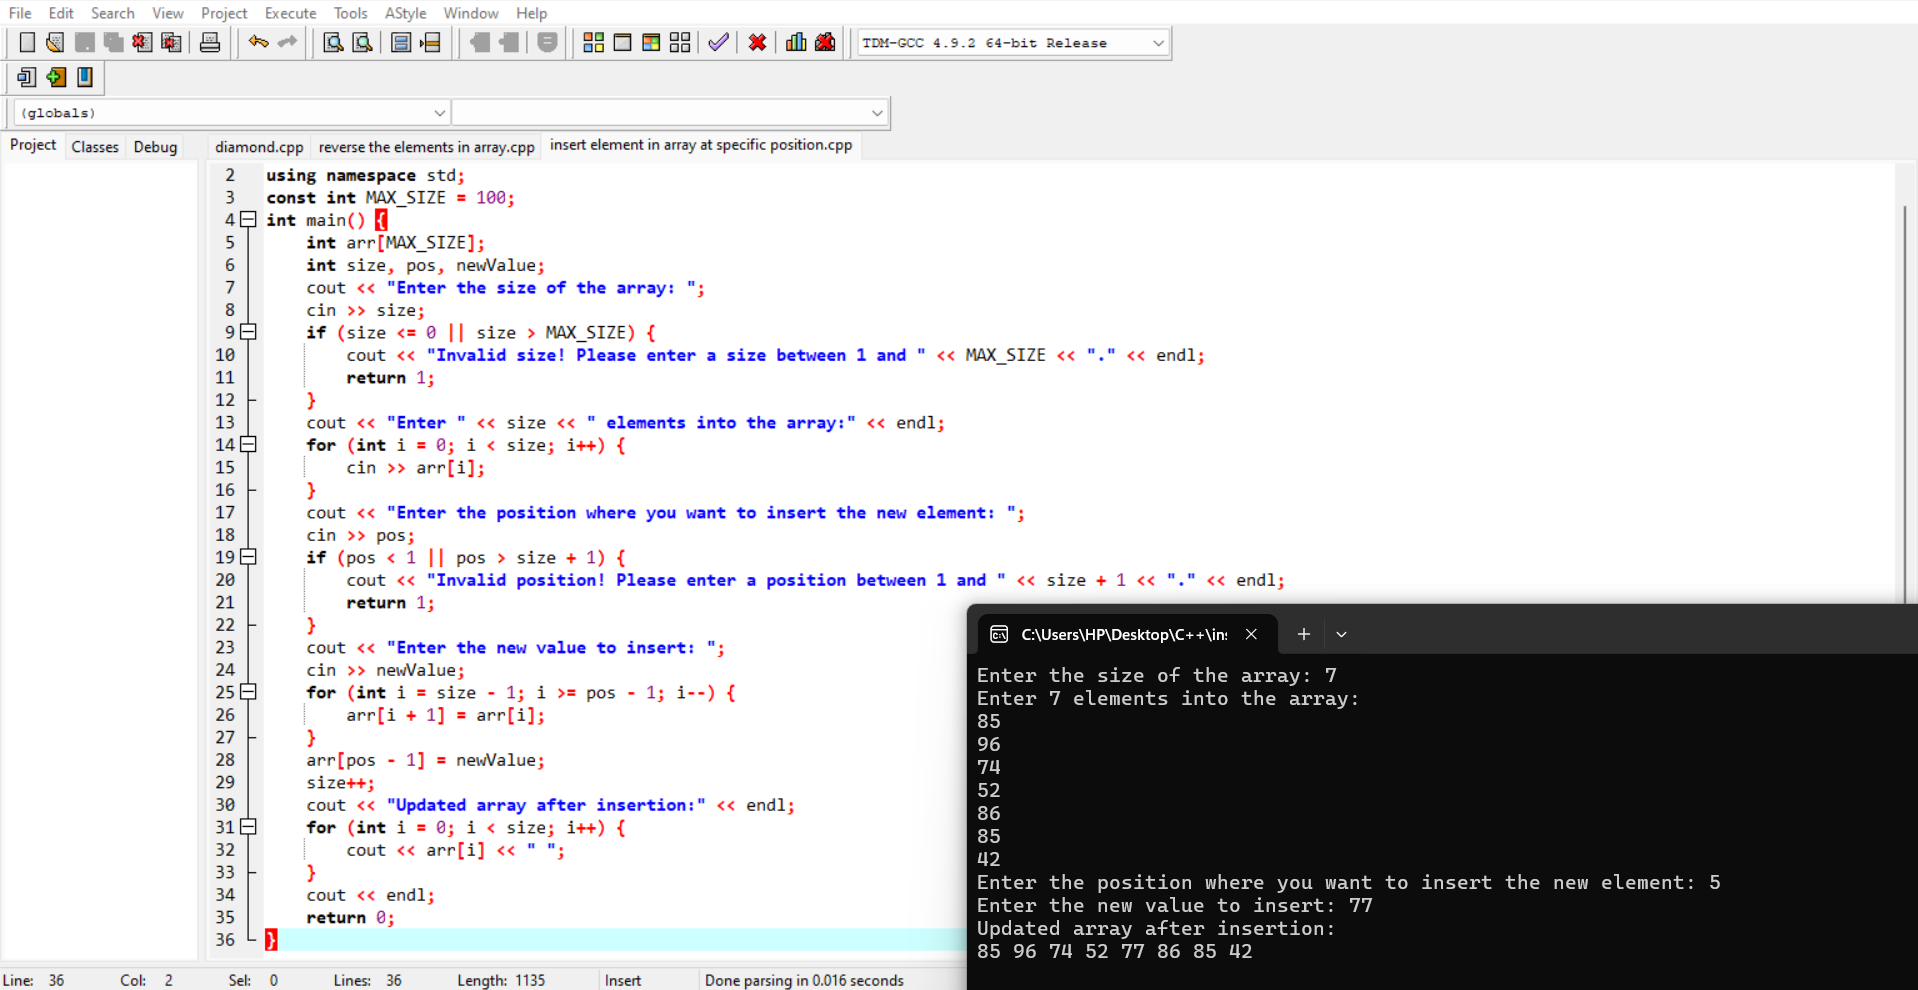 File Edit Search View Project Execute Tools AStyle Window Help
TDM-GCC 4.9.2 64-bit Release
(globals)
Project Classes Debug
diamond.cpp reverse the elements in array.cpp insert element in array at specific position.cpp
2 using namespace std;
3 const int MAX_SIZE = 100;
4 int main() {
5 int arr[MAX_SIZE];
6 int size, pos, newValue;
7 cout << "Enter the size of the array: ";
8 cin >> size;
9 if (size <= 0 || size > MAX_SIZE) {
10 cout << "Invalid size! Please enter a size between 1 and " << MAX_SIZE << "." << endl;
11 return 1;
12 }
13 cout << "Enter " << size << " elements into the array:" << endl;
14 for (int i = 0; i < size; i++) {
15 cin >> arr[i];
16 }
17 cout << "Enter the position where you want to insert the new element: ";
18 cin >> pos;
19 if (pos < 1 || pos > size + 1) {
20 cout << "Invalid position! Please enter a position between 1 and " << size + 1 << "." << endl;
21 return 1;
22 }
23 cout << "Enter the new value to insert: ";
24 cin >> newValue;
25 for (int i = size - 1; i >= pos - 1; i--) {
26 arr[i + 1] = arr[i];
27 }
28 arr[pos - 1] = newValue;
29 size++;
30 cout << "Updated array after insertion:" << endl;
31 for (int i = 0; i < size; i++) {
32 cout << arr[i] << " ";
33 }
34 cout << endl;
35 return 0;
36 }
C:\Users\HP\Desktop\C++\in
Enter the size of the array: 7
Enter 7 elements into the array:
85
96
74
52
86
85
42
Enter the position where you want to insert the new element: 5
Enter the new value to insert: 77
Updated array after insertion:
85 96 74 52 77 86 85 42
Line: 36 Col: 2 Sel: 0 Lines: 36 Length: 1135 Insert Done parsing in 0.016 seconds